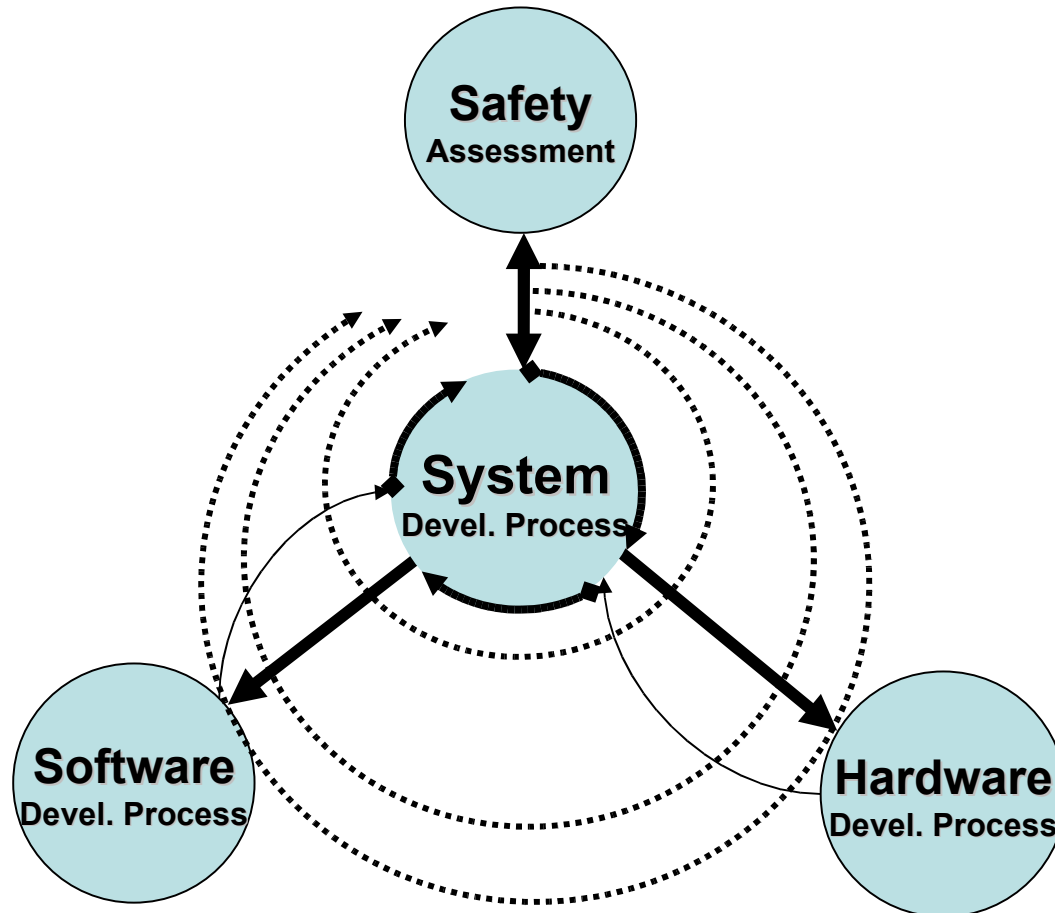 Safety
Assessment
System
Devel. Process
Software
Devel. Process
Hardware
Devel. Process